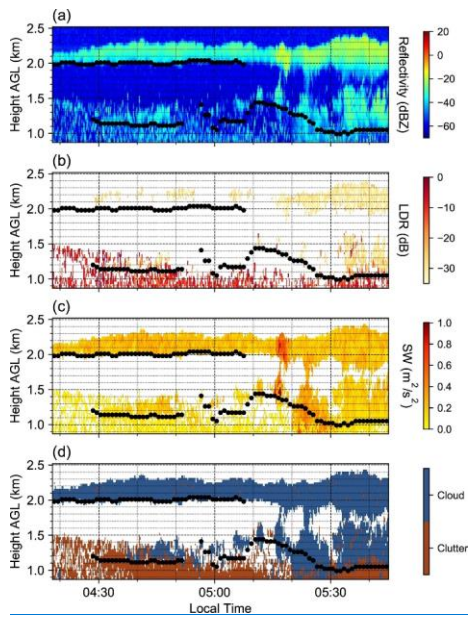 (a)
2.5
2.0
1.5
1.0
Height AGL (km)
20
0
−20
−40
−60
Reflectivity (dBZ)
(b)
2.5
2.0
1.5
1.0
Height AGL (km)
0
−10
−20
−30
LDR (dB)
(c)
2.5
2.0
1.5
1.0
Height AGL (km)
1.0
0.8
0.6
0.4
0.2
0.0
SW (m²/s²)
(d)
2.5
2.0
1.5
1.0
Height AGL (km)
Cloud
Clutter
04:30 05:00 05:30
Local Time